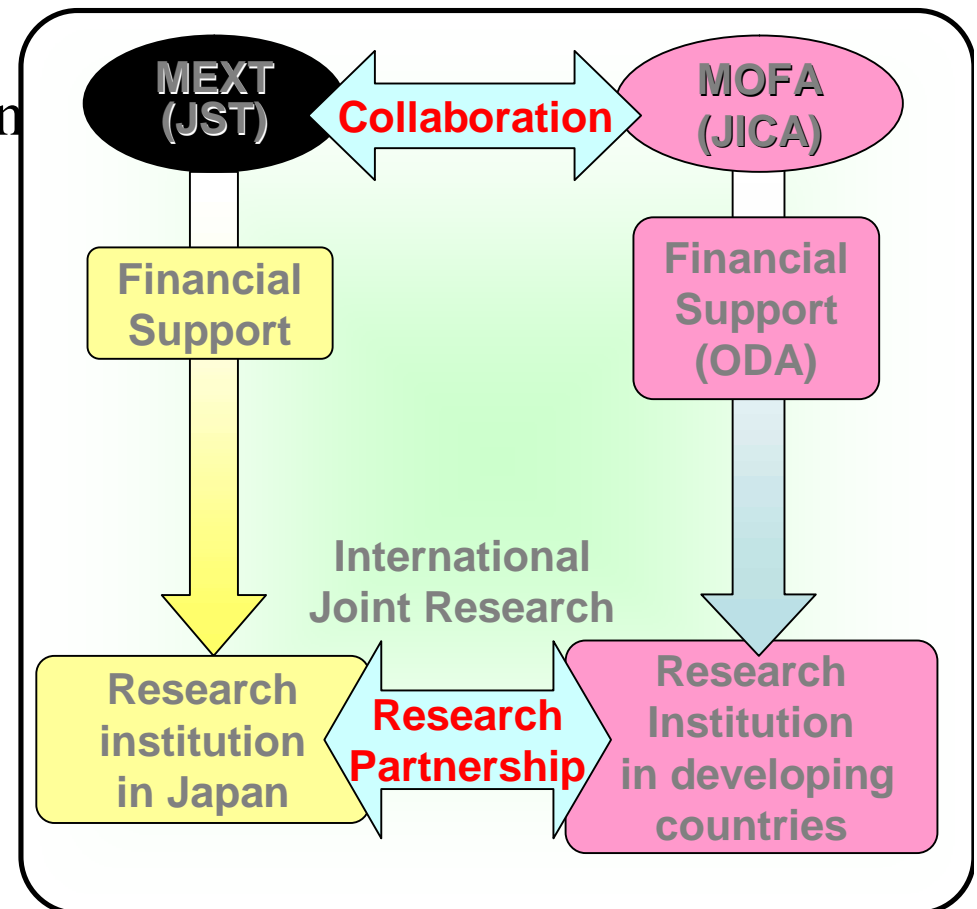 n
MEXT
(JST)
Collaboration
MOFA
(JICA)
Financial
Support
Financial
Support
(ODA)
International
Joint Research
Research
institution
in Japan
Research
Partnership
Research
Institution
in developing
countries